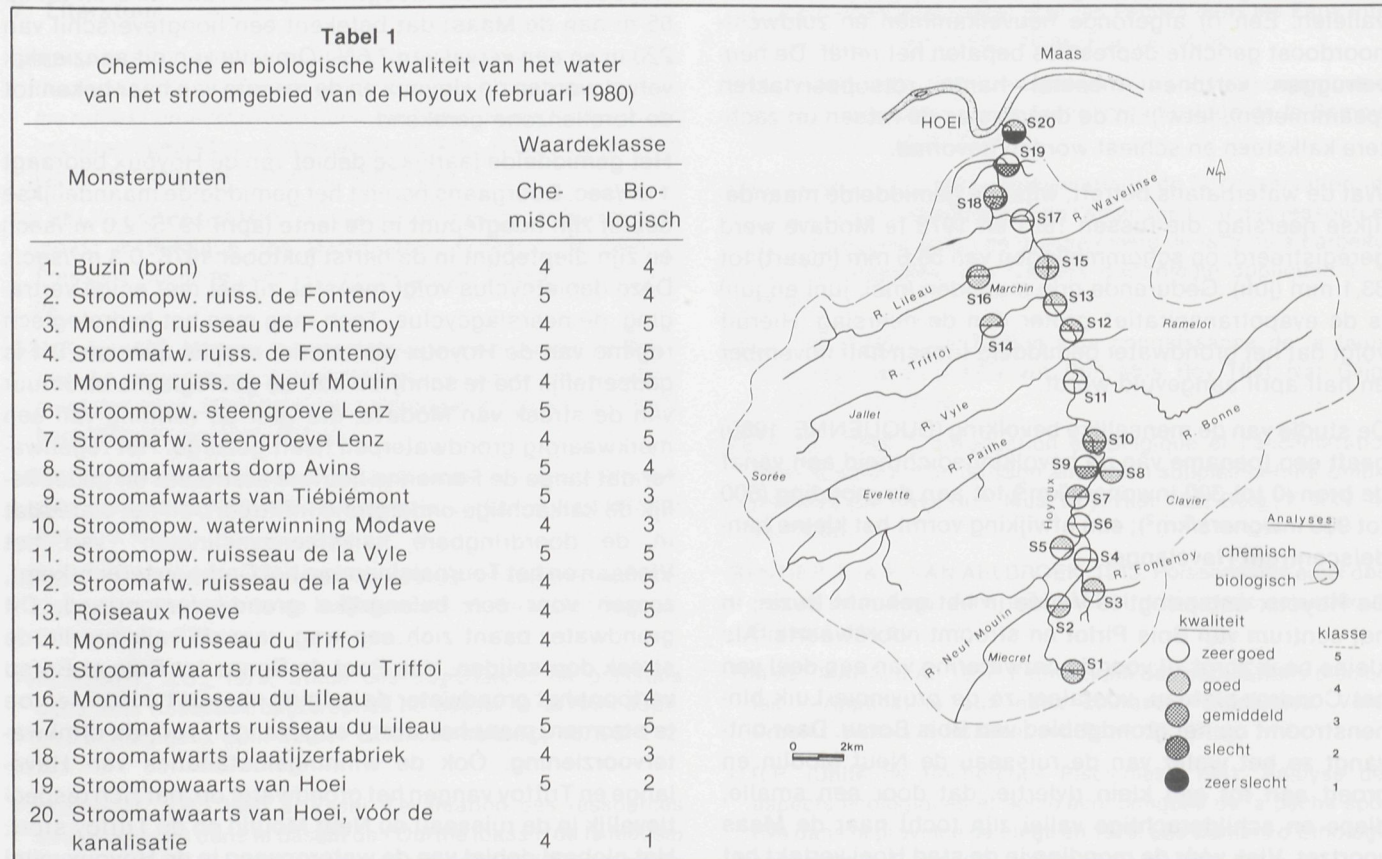 Tabel 1
Chemische en biologische kwaliteit van het water
van het stroomgebied van de Hoyoux (februari 1980)
Waardeklasse
Monsterpunten
Che- Bio-
misch logisch
1. Buzin (bron) 4 4
2. Stroomopw. ruiss. de Fontenoy 5 4
3. Monding ruisseau de Fontenoy 4 4
4. Stroomafw. ruiss. de Fontenoy 5 5
5. Monding ruiss. de Neuf Moulin 4 5
6. Stroomopw. steengroeve Lenz 5 5
7. Stroomafw. steengroeve Lenz 4 5
8. Stroomafwaarts dorp Avins 5 4
9. Stroomafwaarts van Tiébiémont 5 3
10. Stroomopw. waterwinning Modave 4 3
11. Stroomopw. ruisseau de la Vyle 5 5
12. Stroomafw. ruisseau de la Vyle 4 5
13. Roiseaux Fosseve 4 5
14. Monding ruisseau du Triffoi 4 5
15. Stroomafwaarts ruisseau du Triffoi 4 4
16. Monding ruisseau du Lileau 4 4
17. Stroomafwaarts ruisseau du Lileau 5 5
18. Stroomafwarts plaatijzerfabriek 4 3
19. Stroomopwaarts van Hoei 5 2
20. Stroomafwaarts van Hoei, vóór de
kanalisatie 4 1
Maas
HOEI
S20
S19
N
S18
R. Wavelinse
S17
S15
S16
Marchin
R. Lileau
S13
S12
Ramelor
S14
R. Triffoi
S11
Jallet
Vyle
R. Bonne
R. Pailhe
S10
S9
S8
Sorée
Evelette
S7
Clavier
Hoyoux
S6
Analyses
S5
S4
chemisch
biologisch
R. Fontenoy
S3
S2
kwaliteit klasse
R. Neuf Moulin
Miecret
zeer goed 5
S1
goed 4
gemiddeld 3
slecht 2
0 2km
zeer slecht 1